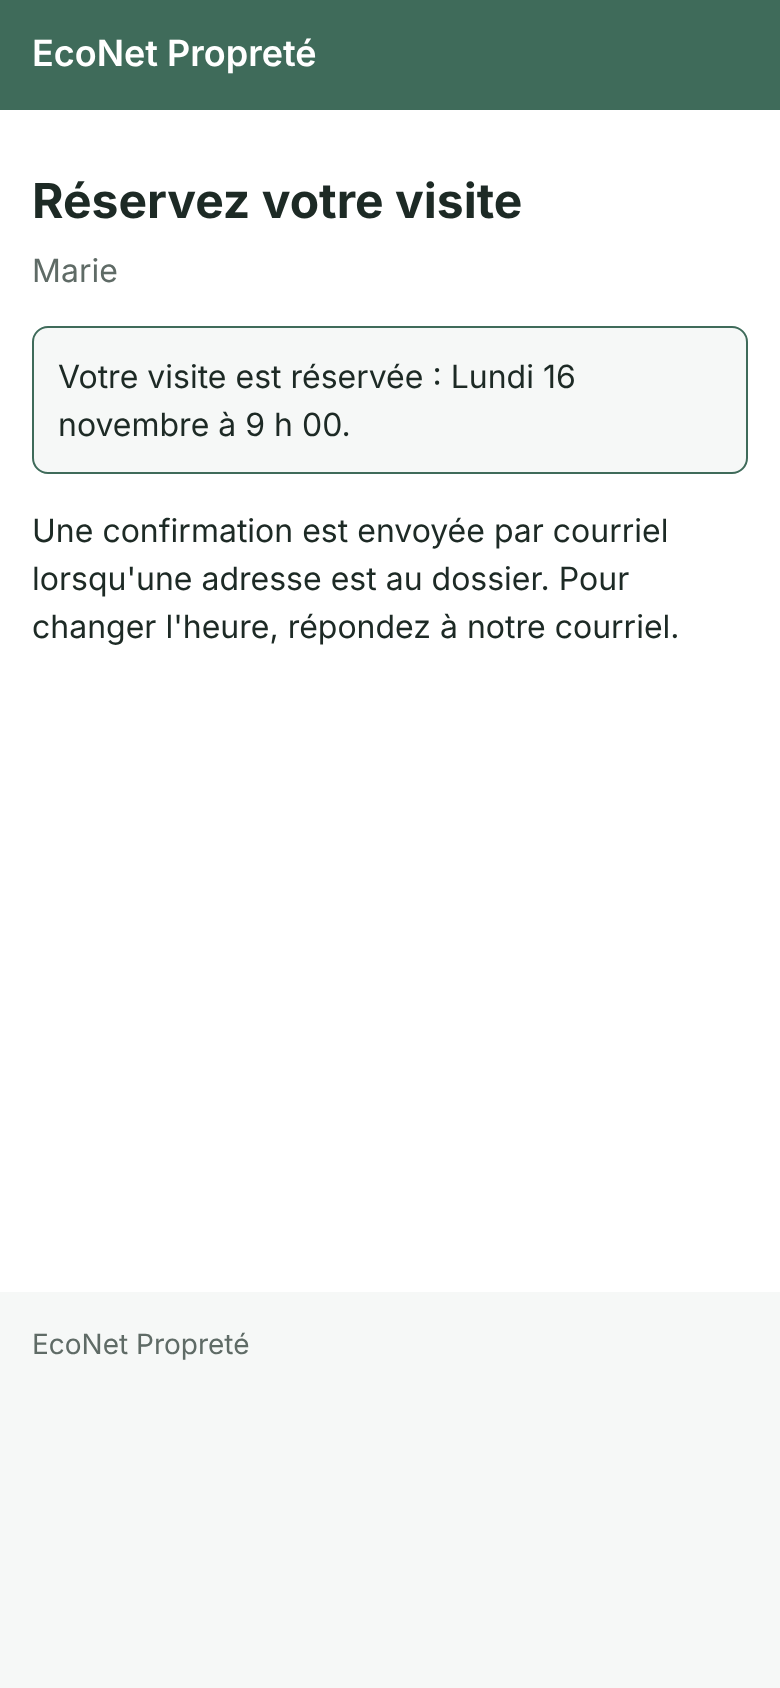 EcoNet Propreté
Réservez votre visite
Marie
Votre visite est réservée : Lundi 16
novembre à 9 h 00.
Une confirmation est envoyée par courriel
lorsqu'une adresse est au dossier. Pour
changer l'heure, répondez à notre courriel.
EcoNet Propreté